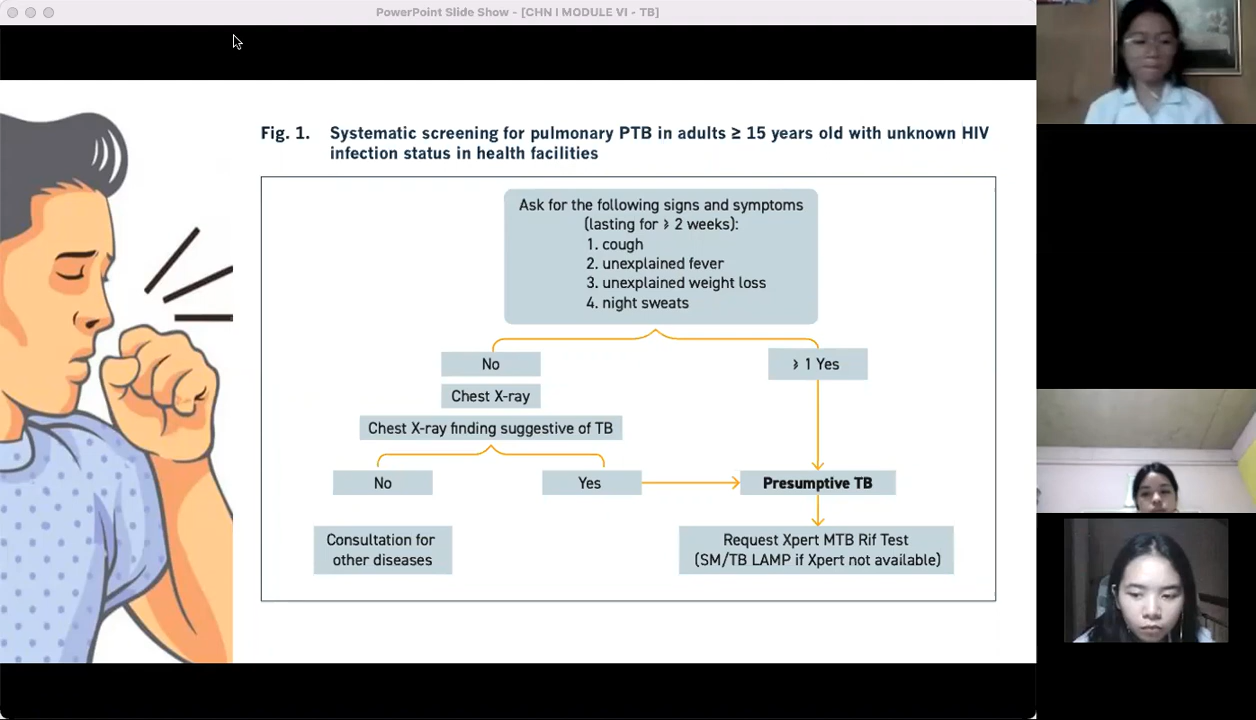 PowerPoint Slide Show - [CHN I MODULE VI - TB]
Fig. 1. Systematic screening for pulmonary PTB in adults ≥ 15 years old with unknown HIV
infection status in health facilities
Ask for the following signs and symptoms
(lasting for ⩾ 2 weeks):
1. cough
2. unexplained fever
3. unexplained weight loss
4. night sweats
No
⩾ 1 Yes
Chest X-ray
Chest X-ray finding suggestive of TB
No
Yes
Presumptive TB
Consultation for
other diseases
Request Xpert MTB Rif Test
(SM/TB LAMP if Xpert not available)